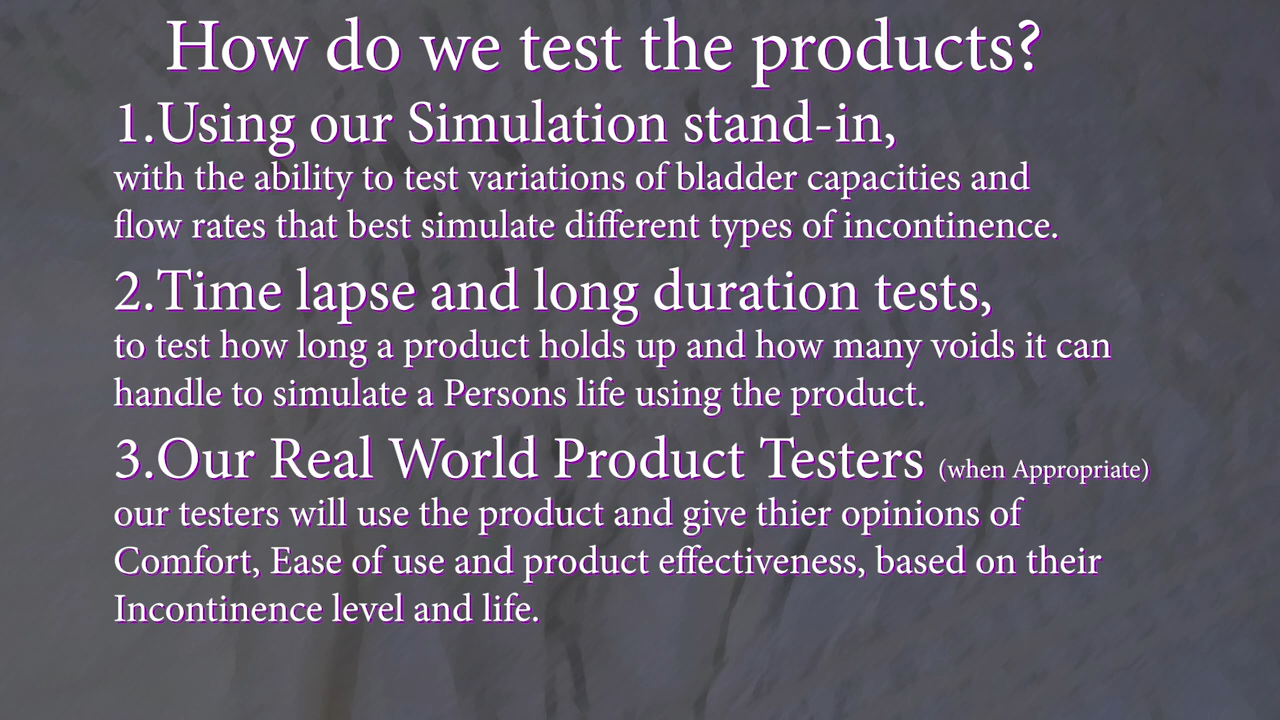 How do we test the products?
1.Using our Simulation stand-in,
with the ability to test variations of bladder capacities and
flow rates that best simulate different types of incontinence.
2.Time lapse and long duration tests,
to test how long a product holds up and how many voids it can
handle to simulate a Persons life using the product.
3.Our Real World Product Testers (when Appropriate)
our testers will use the product and give thier opinions of
Comfort, Ease of use and product effectiveness, based on their
Incontinence level and life.